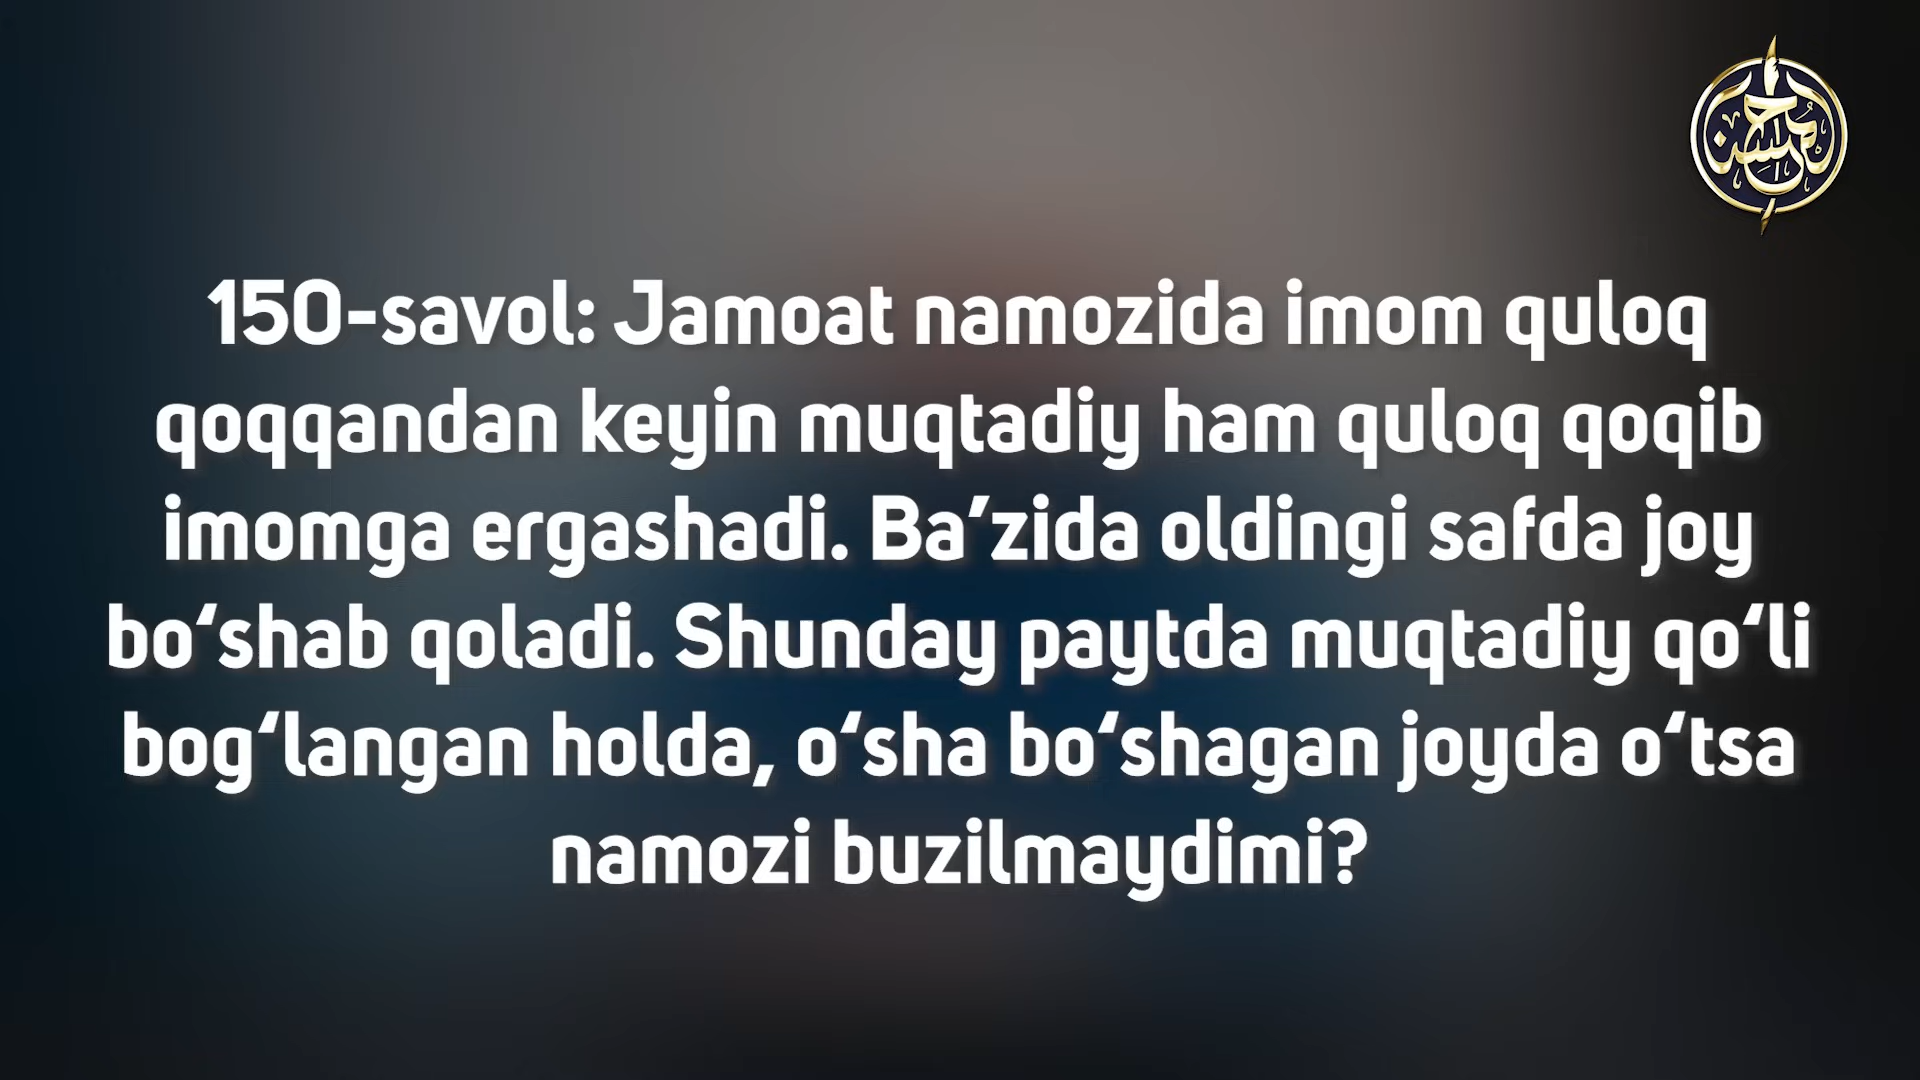 150-savol: Jamoat namozida imom quloq
qoqqandan keyin muqtadiy ham quloq qoqib
imomga ergashadi. Ba’zida oldingi safda joy
bo‘shab qoladi. Shunday paytda muqtadiy qo‘li
bog‘langan holda, o‘sha bo‘shagan joyda o‘tsa
namozi buzilmaydimi?